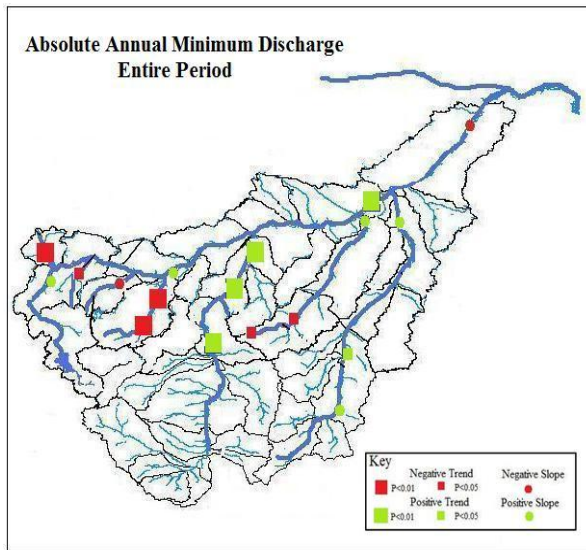 Absolute Annual Minimum Discharge
Entire Period
Key
Negative Trend Negative Slope
P<0.01 P<0.05
Positive Trend Positive Slope
P<0.01 P<0.05